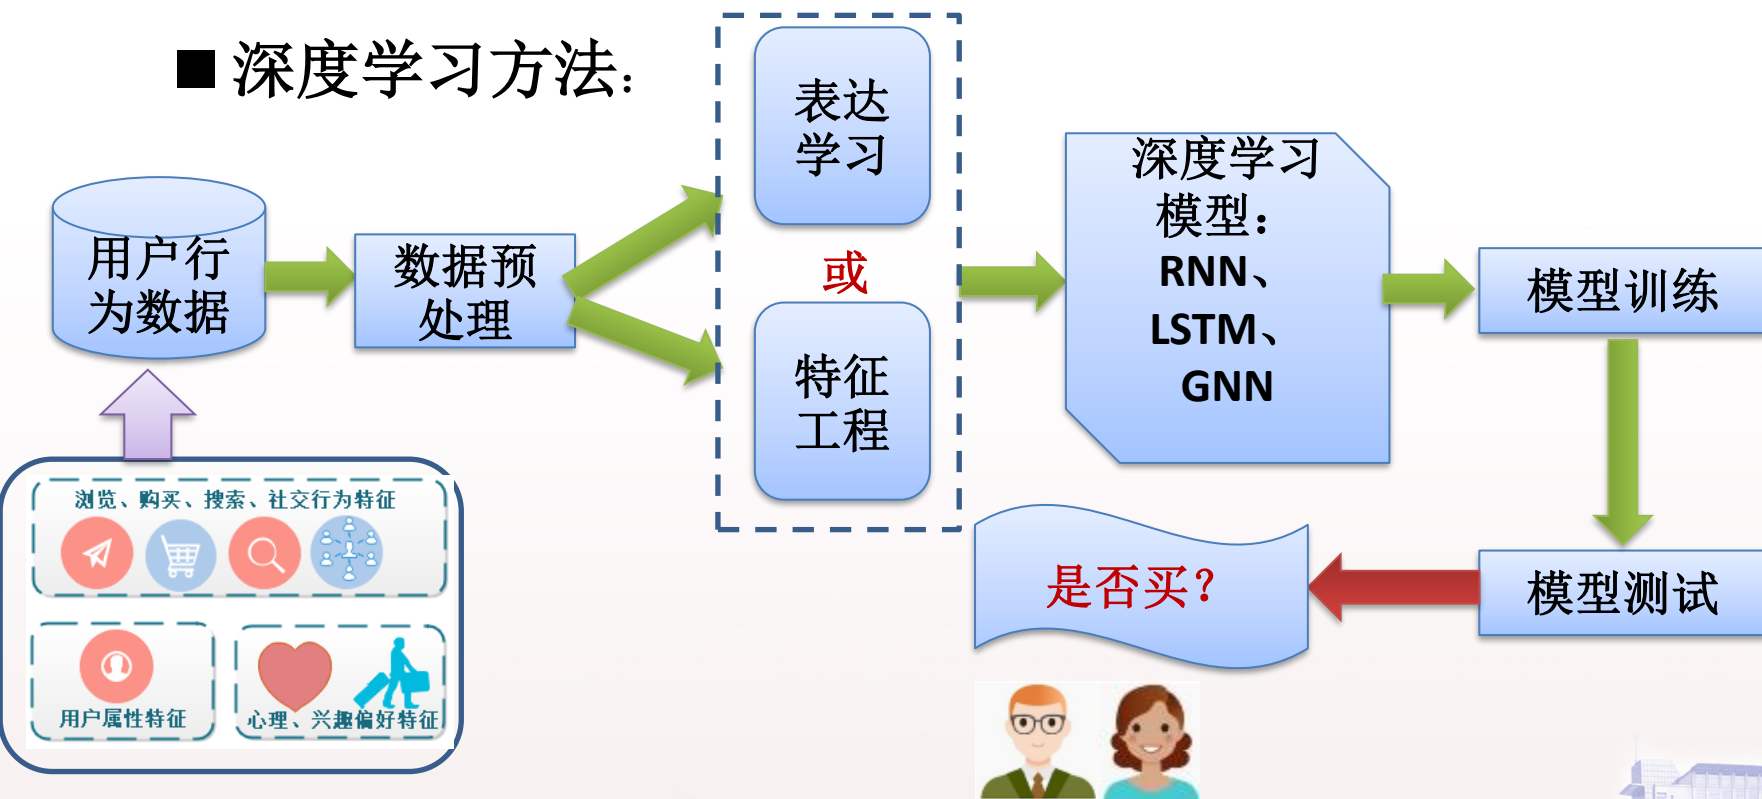 深度学习方法:
表达
学习
或
特征
工程
用户行
为数据
数据预
处理
深度学习
模型:
RNN、
LSTM、
GNN
模型训练
模型测试
是否买?
浏览、购买、搜索、社交行为特征
用户属性特征
心理、兴趣偏好特征